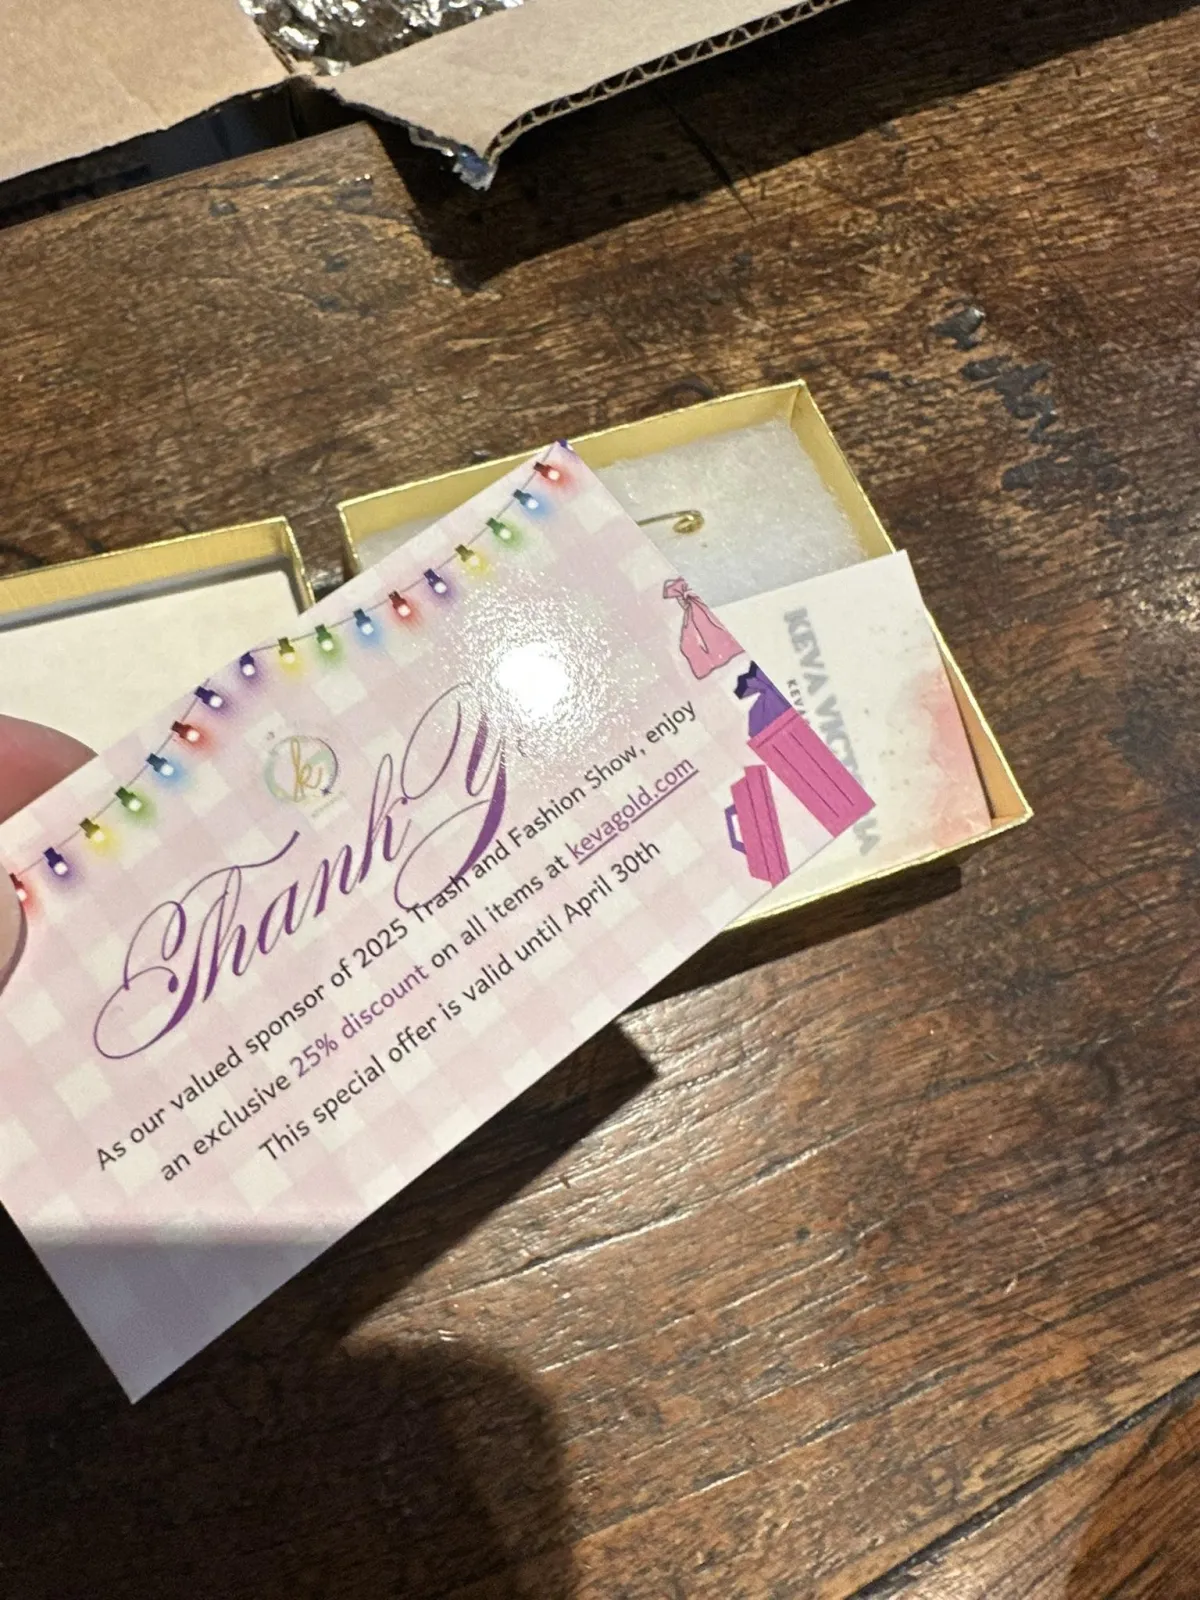 k
Thank Y
As our valued sponsor of 2025 Trash and Fashion Show, enjoy
an exclusive 25% discount on all items at kevagold.com
This special offer is valid until April 30th
KEVA
KEVA